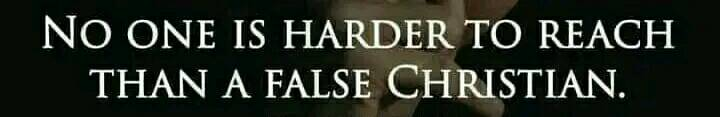 NO ONE IS HARDER TO REACH
THAN A FALSE CHRISTIAN.